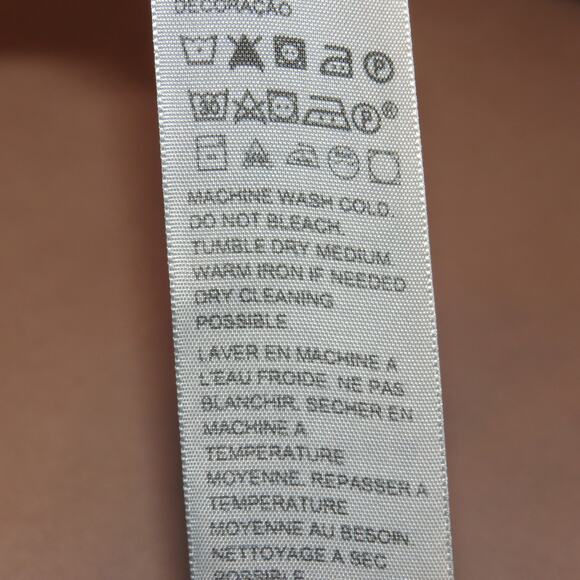 DECORAÇÃO
MACHINE WASH COLD.
DO NOT BLEACH.
TUMBLE DRY MEDIUM.
WARM IRON IF NEEDED
DRY CLEANING
POSSIBLE
LAVER EN MACHINE A
L'EAU FROIDE. NE PAS
BLANCHIR. SECHER EN
MACHINE A
TEMPERATURE
MOYENNE. REPASSER A
TEMPERATURE
MOYENNE AU BESOIN.
NETTOYAGE A SEC
POSSIBLE